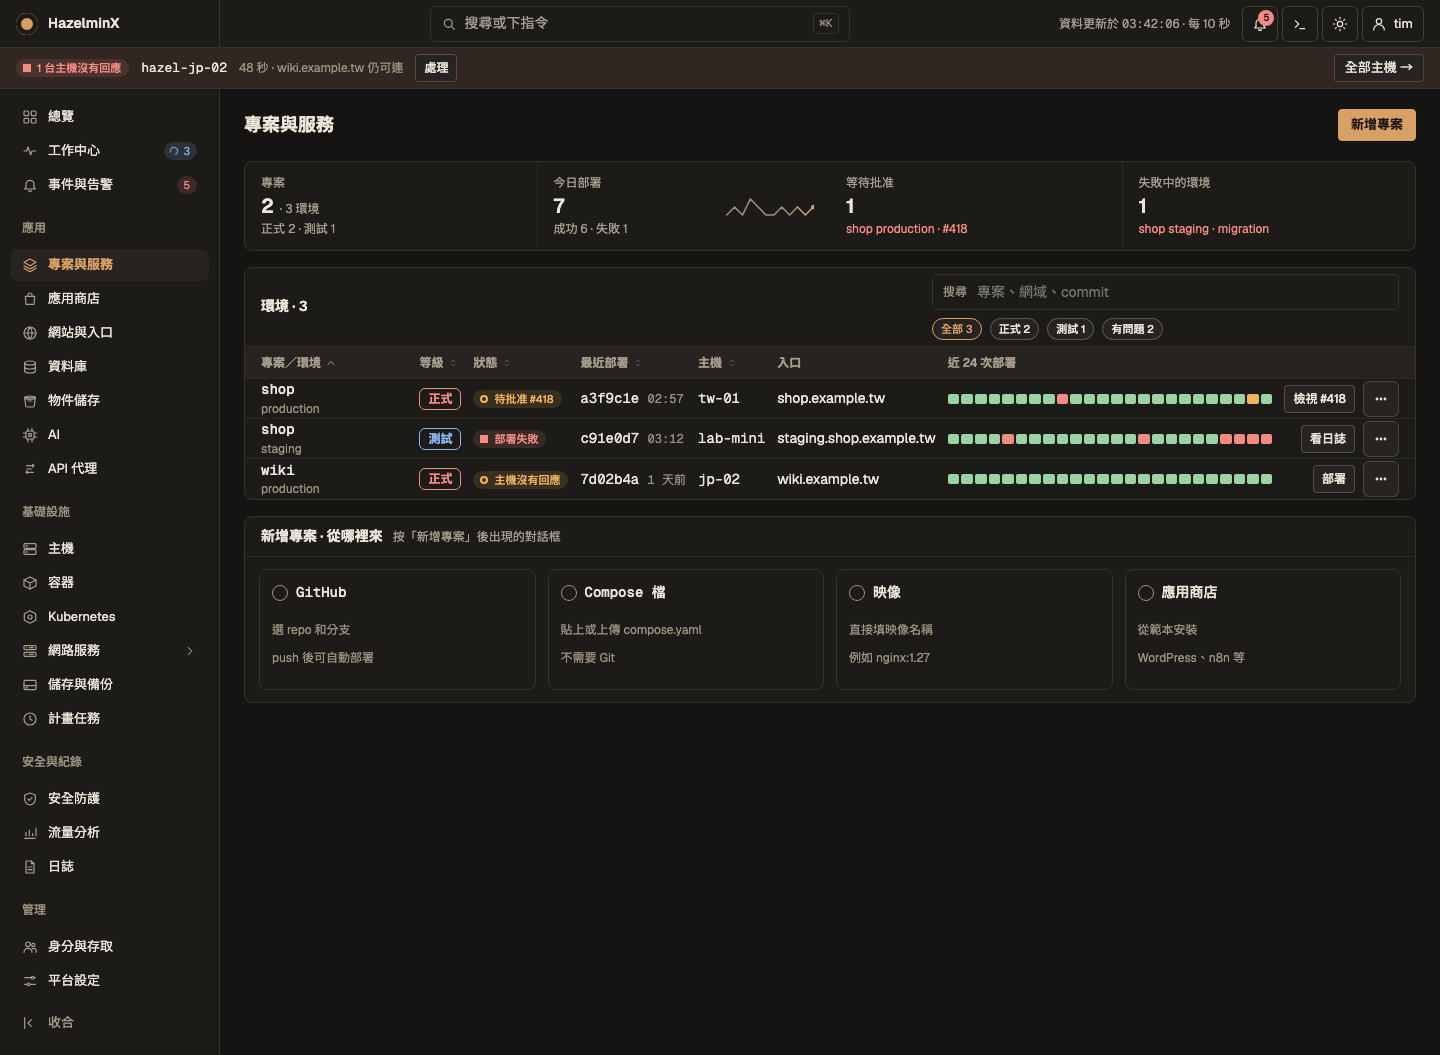 HazelminX
搜尋或下指令 ⌘K
資料更新於 03:42:06 · 每 10 秒
5
tim
1 台主機沒有回應 hazel-jp-02 48 秒 · wiki.example.tw 仍可連 處理
全部主機 →
總覽
工作中心 3
事件與告警 5
應用
專案與服務
應用商店
網站與入口
資料庫
物件儲存
AI
API 代理
基礎設施
主機
容器
Kubernetes
網路服務
儲存與備份
計畫任務
安全與紀錄
安全防護
流量分析
日誌
管理
身分與存取
平台設定
收合
專案與服務
新增專案
專案
2 · 3 環境
正式 2 · 測試 1
今日部署
7
成功 6 · 失敗 1
等待批准
1
shop production · #418
失敗中的環境
1
shop staging · migration
環境 · 3
搜尋 專案、網域、commit
全部 3 正式 2 測試 1 有問題 2
專案／環境 等級 狀態 最近部署 主機 入口 近 24 次部署
shop
production
正式 待批准 #418 a3f9c1e 02:57 tw-01 shop.example.tw 檢視 #418 ···
shop
staging
測試 部署失敗 c91e0d7 03:12 lab-mini staging.shop.example.tw 看日誌 ···
wiki
production
正式 主機沒有回應 7d02b4a 1 天前 jp-02 wiki.example.tw 部署 ···
新增專案 · 從哪裡來 按「新增專案」後出現的對話框
GitHub
選 repo 和分支
push 後可自動部署
Compose 檔
貼上或上傳 compose.yaml
不需要 Git
映像
直接填映像名稱
例如 nginx:1.27
應用商店
從範本安裝
WordPress、n8n 等